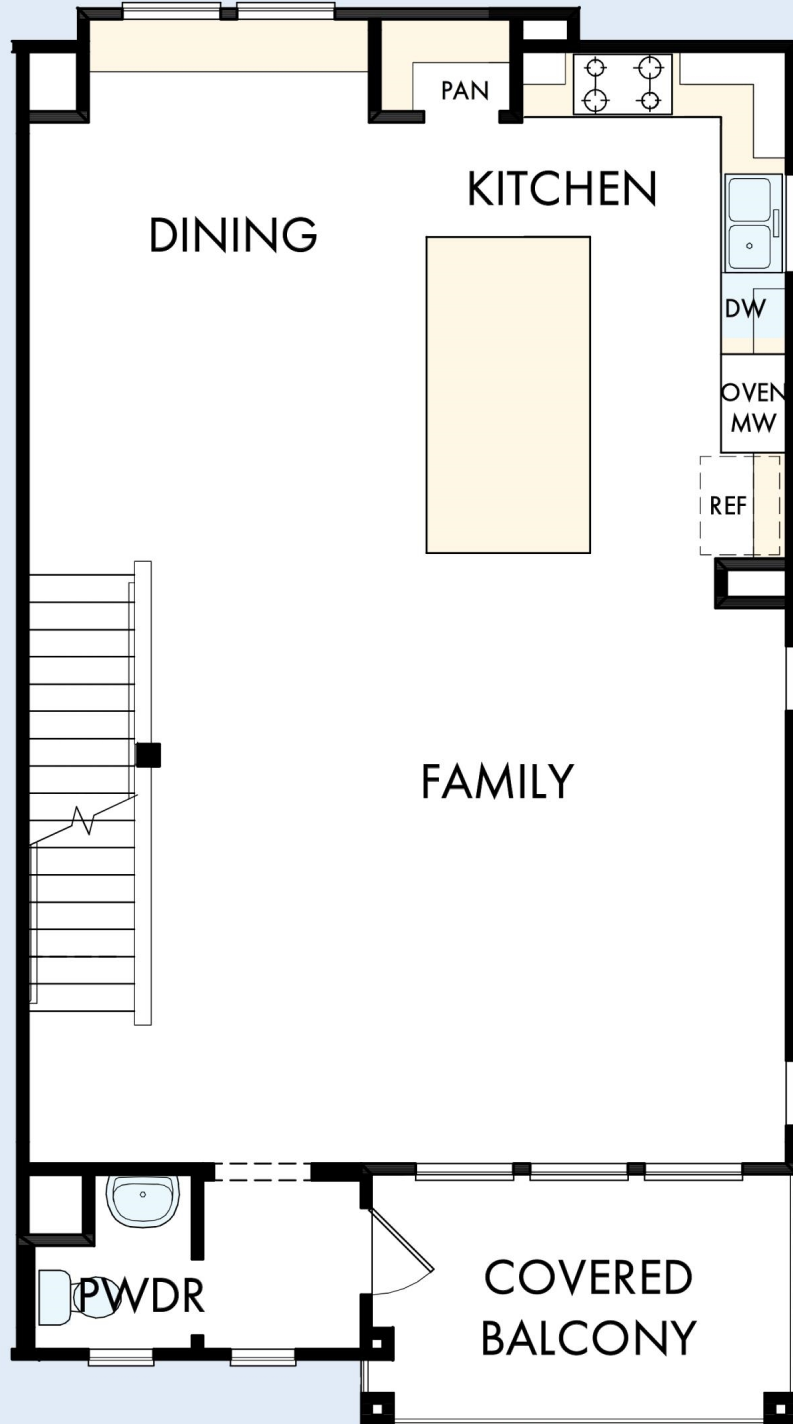 PAN
KITCHEN
DINING
DW
OVEN
MW
REF
FAMILY
PWDR
COVERED
BALCONY